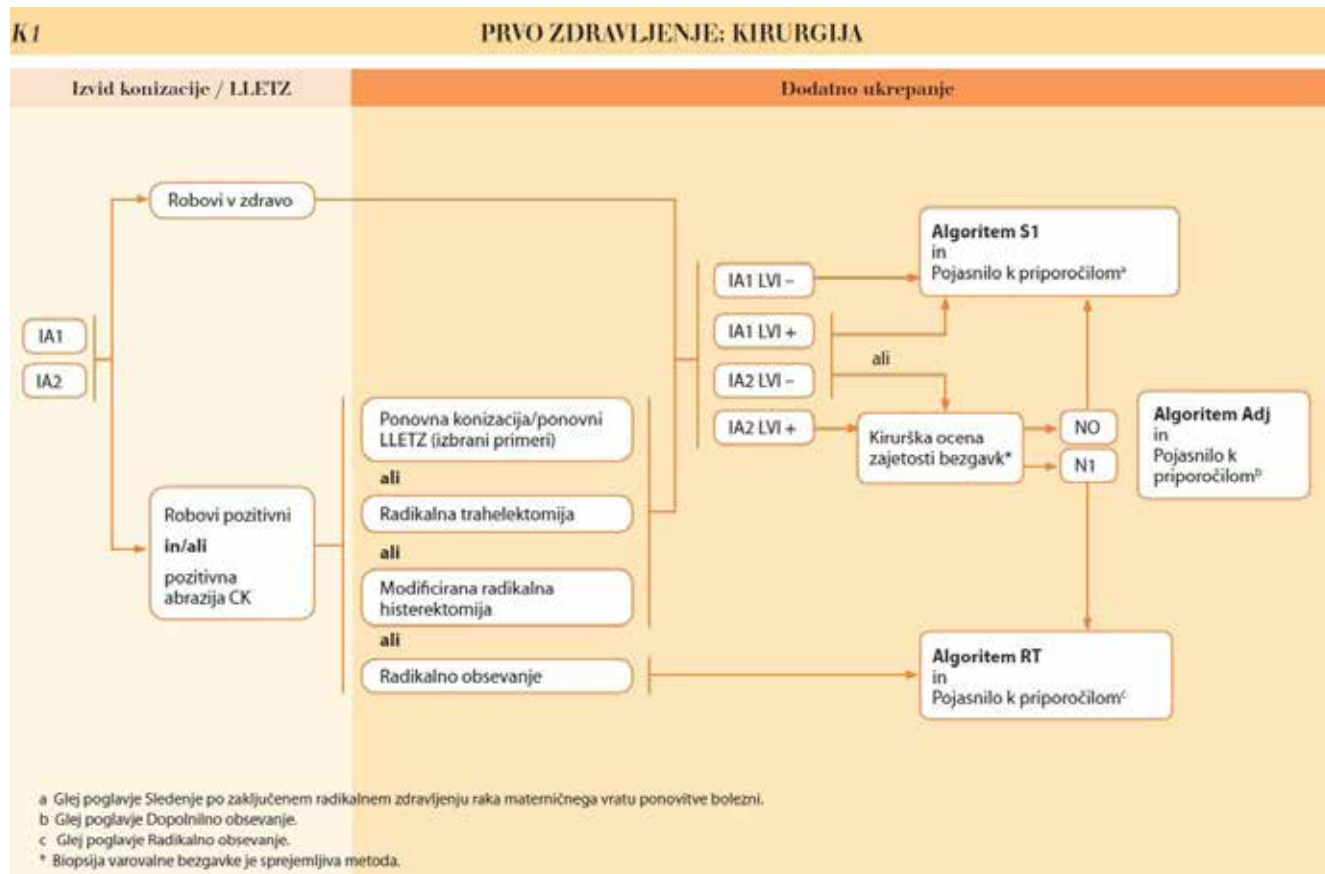 K1
PRVO ZDRAVLJENJE: KIRURGIJA
Izvid konizacije / LLETZ
Dodatno ukrepanje
Robovi v zdravo
IA1
IA2
Robovi pozitivni
in/ali
pozitivna
abrazija CK
Ponovna konizacija/ponovni
LLETZ (izbrani primeri)
ali
Radikalna trahelektomija
ali
Modificirana radikalna
histerektomija
ali
Radikalno obsevanje
IA1 LVI –
IA1 LVI +
IA2 LVI –
IA2 LVI +
ali
Kirurška ocena
zajetosti bezgavk*
NO
N1
Algoritem S1
in
Pojasnilo k priporočilomᵃ
Algoritem Adj
in
Pojasnilo k
priporočilomᵇ
Algoritem RT
in
Pojasnilo k priporočilomᶜ
a Glej poglavje Sledenje po zaključenem radikalnem zdravljenju raka materničnega vratu ponovitve bolezni.
b Glej poglavje Dopolnilno obsevanje.
c Glej poglavje Radikalno obsevanje.
* Biopsija varovalne bezgavke je sprejemljiva metoda.